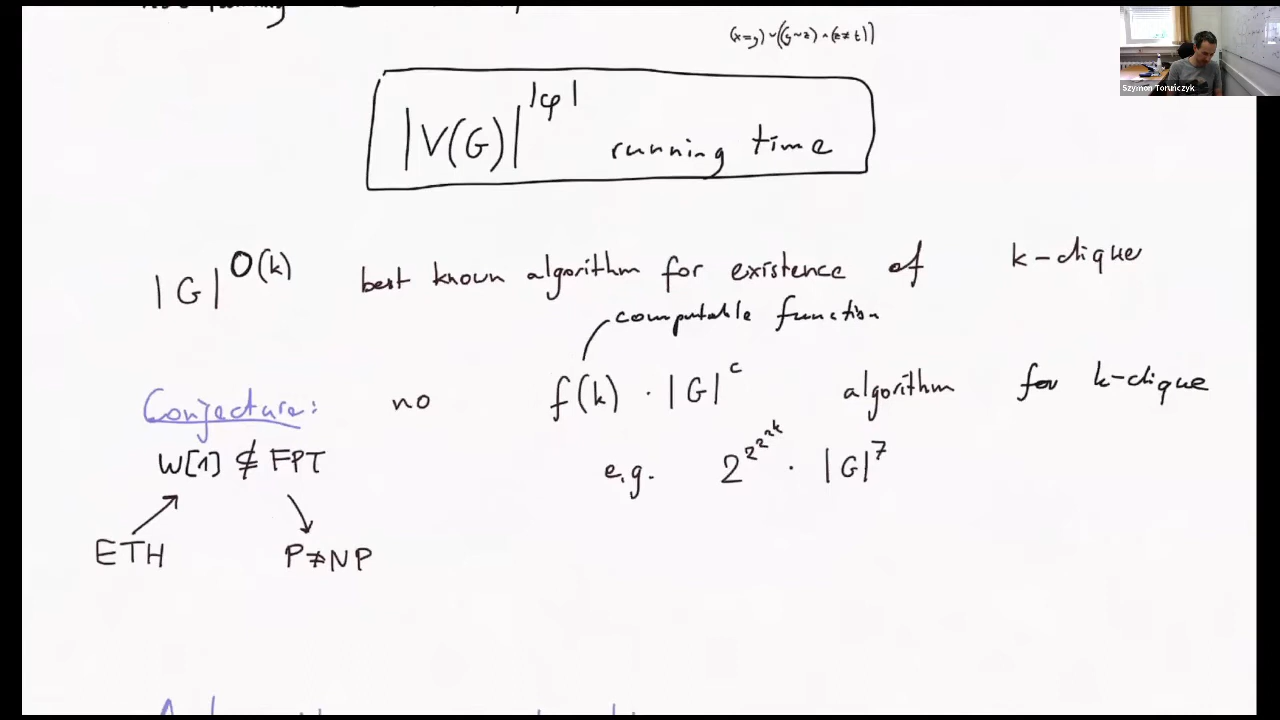 (x=y) ∨ ((y~z) ∧ (z≠t))
|V(G)|^|φ| running time
|G|^O(k) best known algorithm for existence of k-clique
computable function
Conjecture: no f(k) · |G|^c algorithm for k-clique
W[1] ⊄ FPT
e.g. 2^2^2^2^k · |G|^7
ETH P≠NP
Szymon Toruńczyk